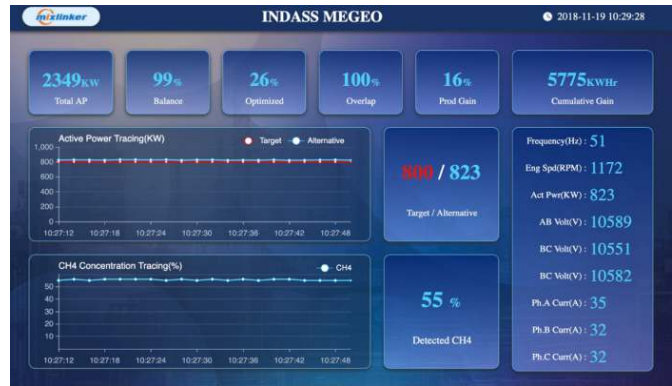 mixlinker
INDASS MEGEO
2018-11-19 10:29:28
2349KW
Total AP
99%
Balance
26%
Optimized
100%
Overlap
16%
Prod Gain
5775KWHr
Cumulative Gain
Active Power Tracing(KW)
Target
Alternative
1,000
800
600
400
200
0
10:27:12 10:27:18 10:27:24 10:27:30 10:27:36 10:27:42 10:27:48
800 / 823
Target / Alternative
CH4 Concentration Tracing(%)
CH4
50
40
30
20
10
10:27:12 10:27:18 10:27:24 10:27:30 10:27:36 10:27:42 10:27:48
55 %
Detected CH4
Frequency(Hz) : 51
Eng Spd(RPM) : 1172
Act Pwr(KW) : 823
AB Volt(V) : 10589
BC Volt(V) : 10551
BC Volt(V) : 10582
Ph.A Curr(A) : 35
Ph.B Curr(A) : 32
Ph.C Curr(A) : 32